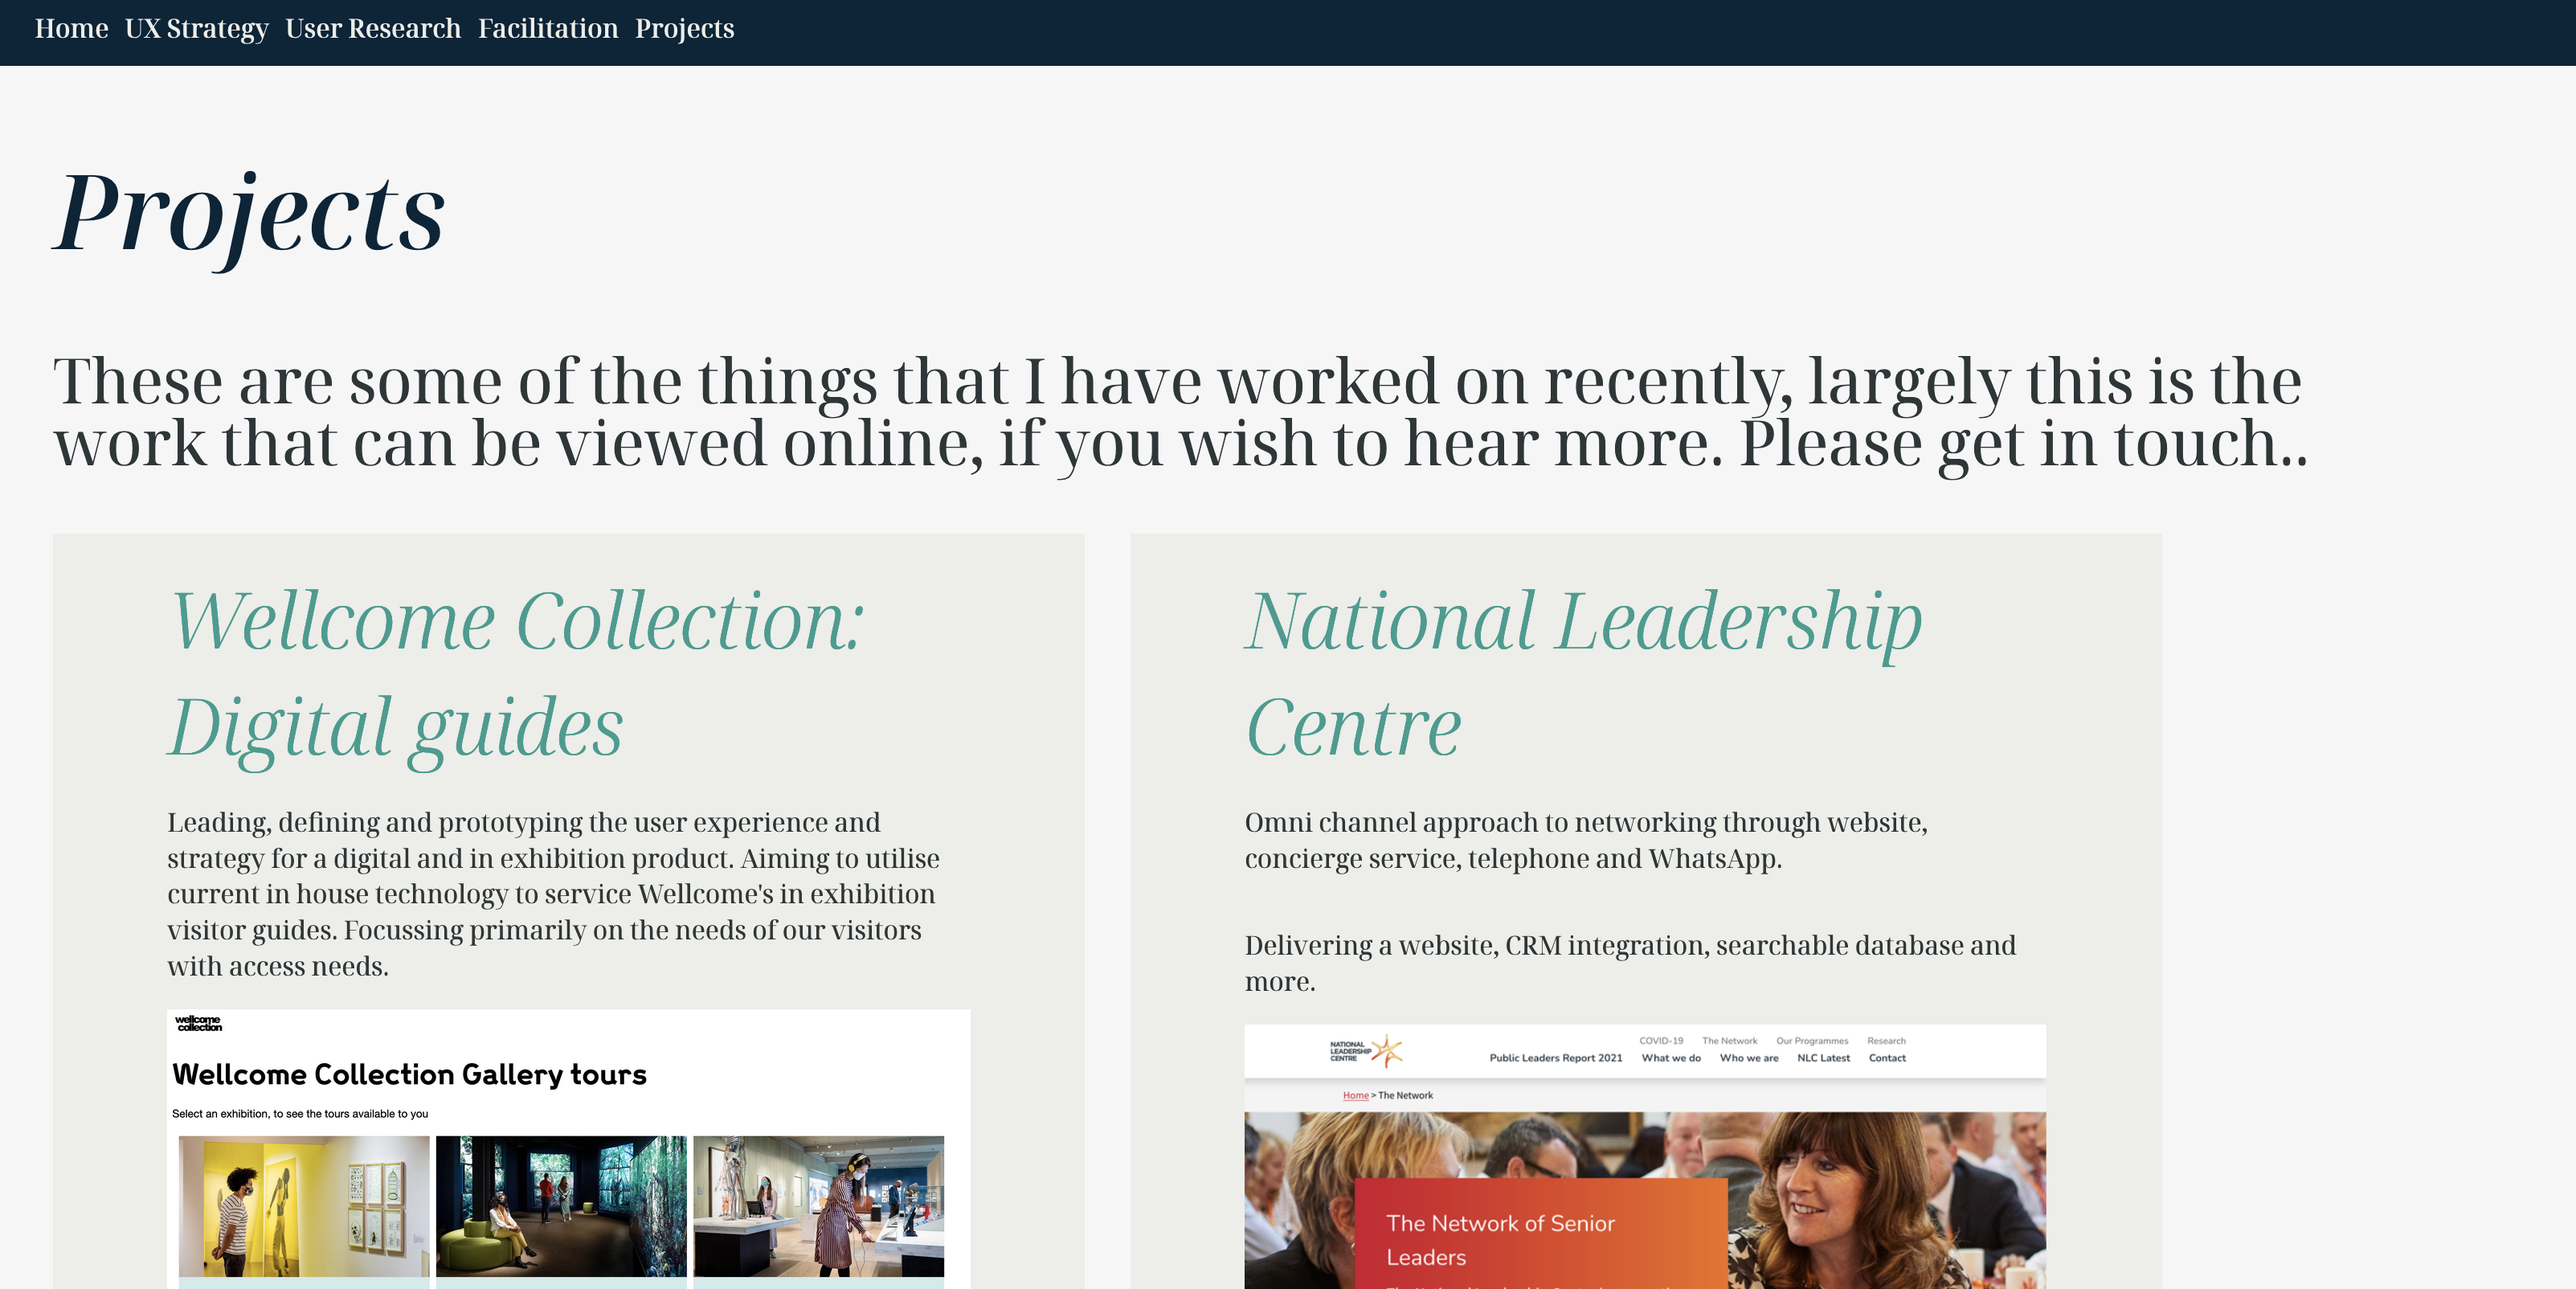 Home UX Strategy User Research Facilitation Projects
Projects
These are some of the things that I have worked on recently, largely this is the
work that can be viewed online, if you wish to hear more. Please get in touch..
Wellcome Collection:
Digital guides
Leading, defining and prototyping the user experience and
strategy for a digital and in exhibition product. Aiming to utilise
current in house technology to service Wellcome's in exhibition
visitor guides. Focussing primarily on the needs of our visitors
with access needs.
wellcome
collection
Wellcome Collection Gallery tours
Select an exhibition, to see the tours available to you
National Leadership
Centre
Omni channel approach to networking through website,
concierge service, telephone and WhatsApp.
Delivering a website, CRM integration, searchable database and
more.
NATIONAL
LEADERSHIP
CENTRE
COVID-19 The Network Our Programmes Research
Public Leaders Report 2021 What we do Who we are NLC Latest Contact
Home > The Network
The Network of Senior
Leaders